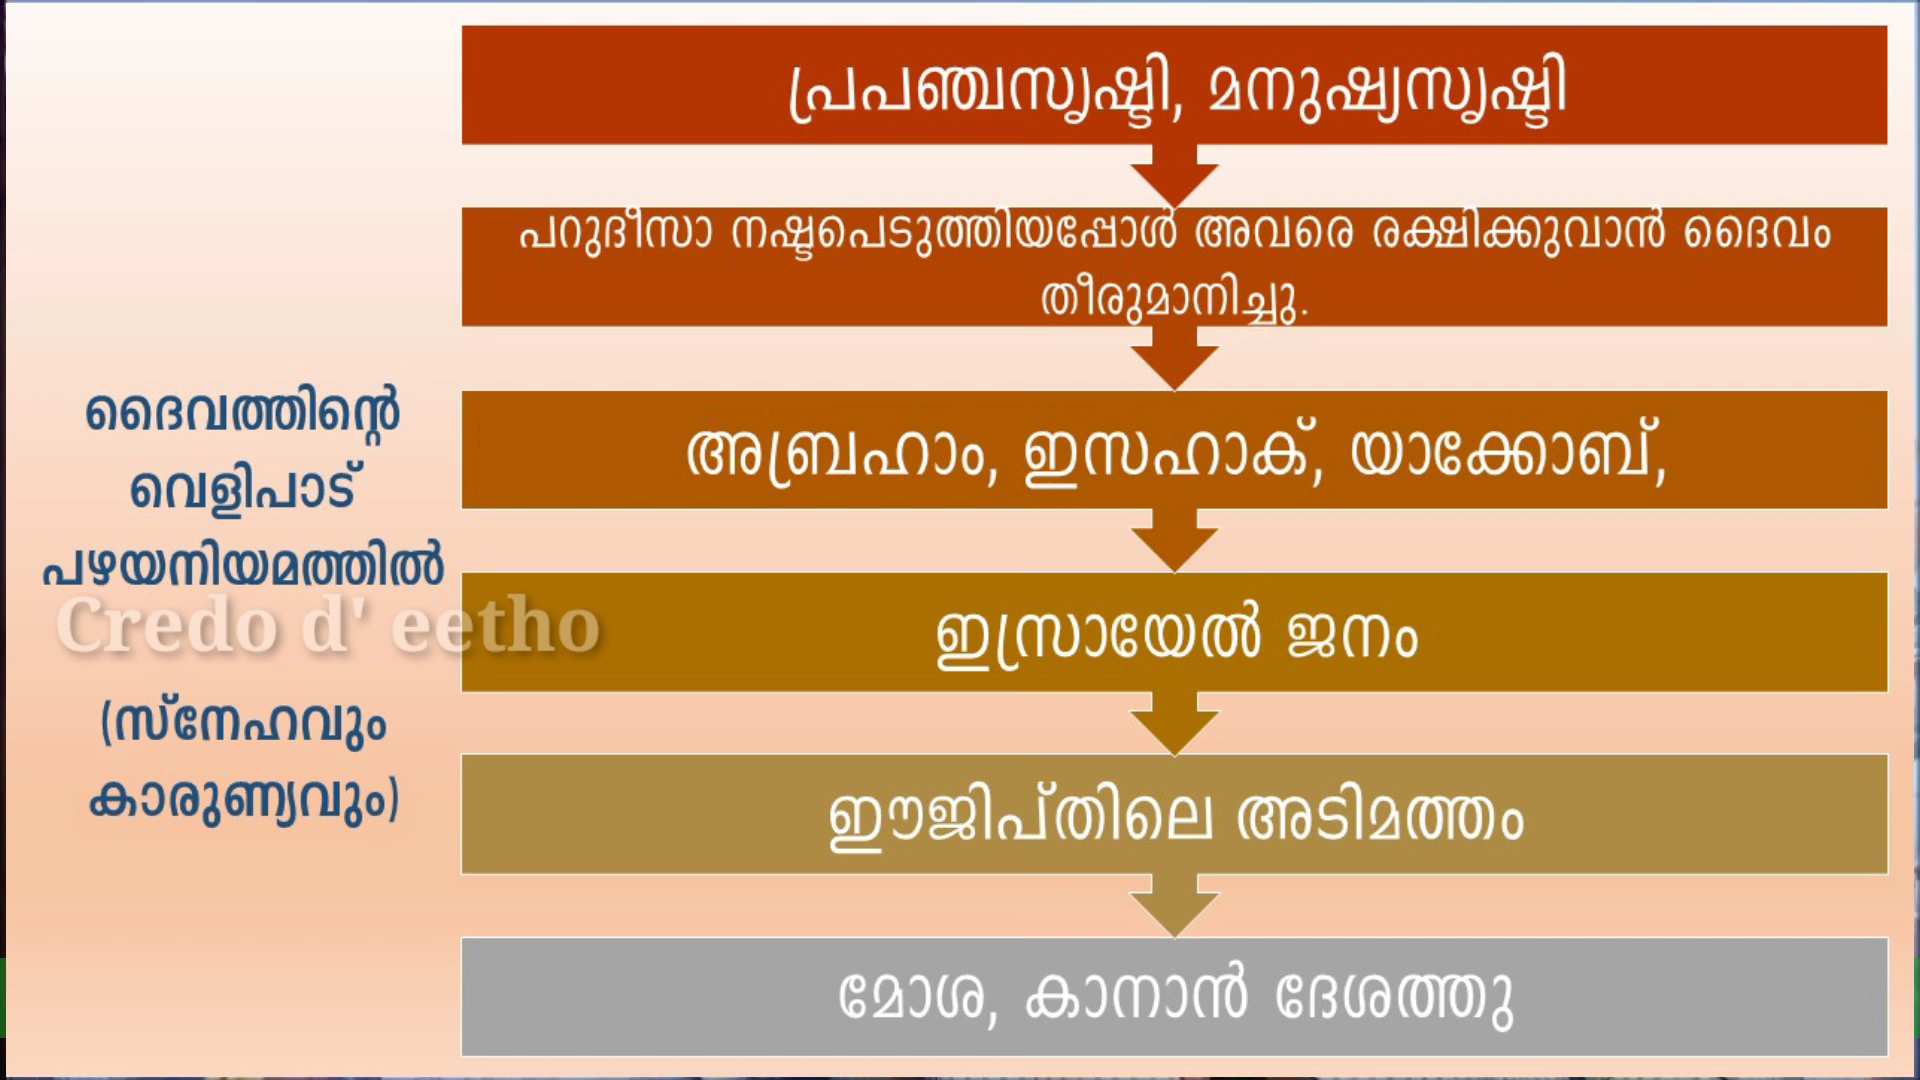 പ്രപഞ്ചസൃഷ്ടി, മനുഷ്യസൃഷ്ടി
പറുദീസാ നഷ്ടപെടുത്തിയപ്പോൾ അവരെ രക്ഷിക്കുവാൻ ദൈവം
തീരുമാനിച്ചു.
അബ്രഹാം, ഇസഹാക്, യാക്കോബ്,
ഇസ്രായേൽ ജനം
ഈജിപ്തിലെ അടിമത്തം
മോശ, കാനാൻ ദേശത്തു
ദൈവത്തിന്റെ
വെളിപാട്
പഴയനിയമത്തിൽ
Credo d' eetho
(സ്നേഹവും
കാരുണ്യവും)